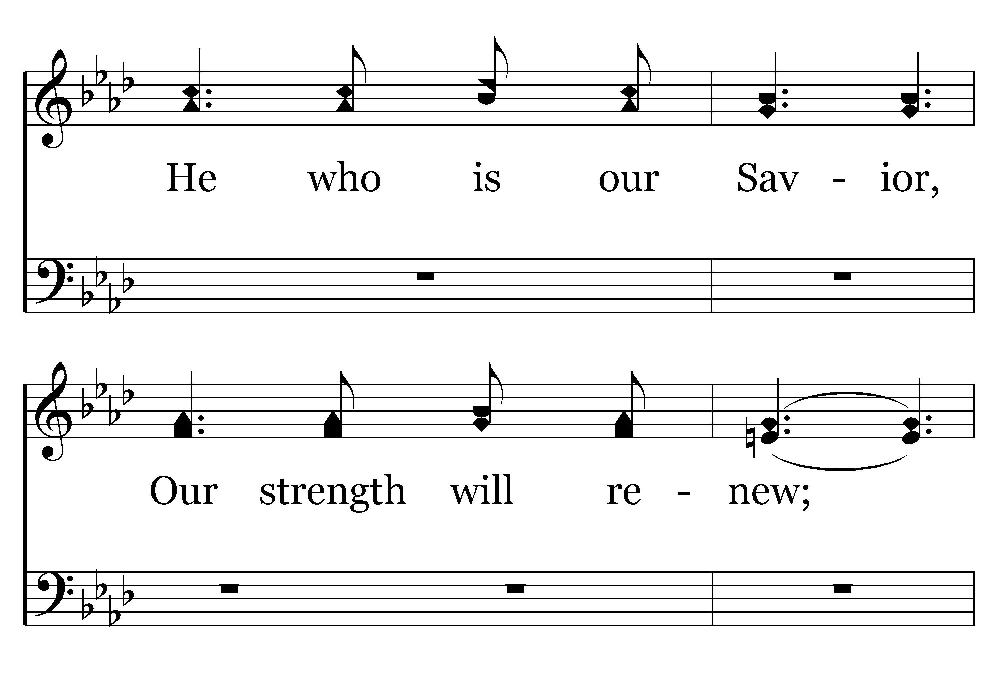 He who is our Sav - ior,
Our strength will re - new;